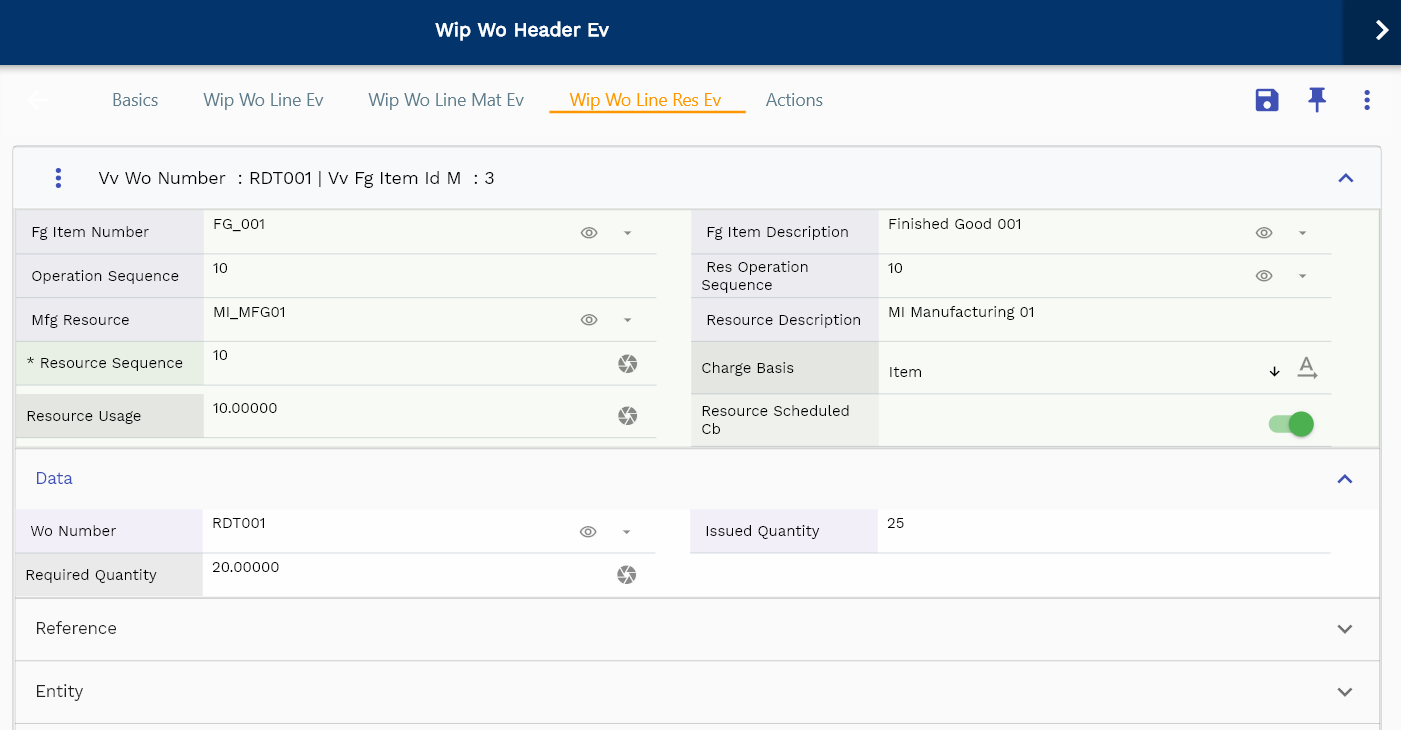 Wip Wo Header Ev
Basics Wip Wo Line Ev Wip Wo Line Mat Ev Wip Wo Line Res Ev Actions
Vv Wo Number : RDT001 | Vv Fg Item Id M : 3
Fg Item Number FG_001
Fg Item Description Finished Good 001
Operation Sequence 10
Res Operation
Sequence
10
Mfg Resource MI_MFG01
Resource Description MI Manufacturing 01
* Resource Sequence 10
Charge Basis Item
Resource Usage 10.00000
Resource Scheduled
Cb
Data
Wo Number RDT001
Issued Quantity 25
Required Quantity 20.00000
Reference
Entity